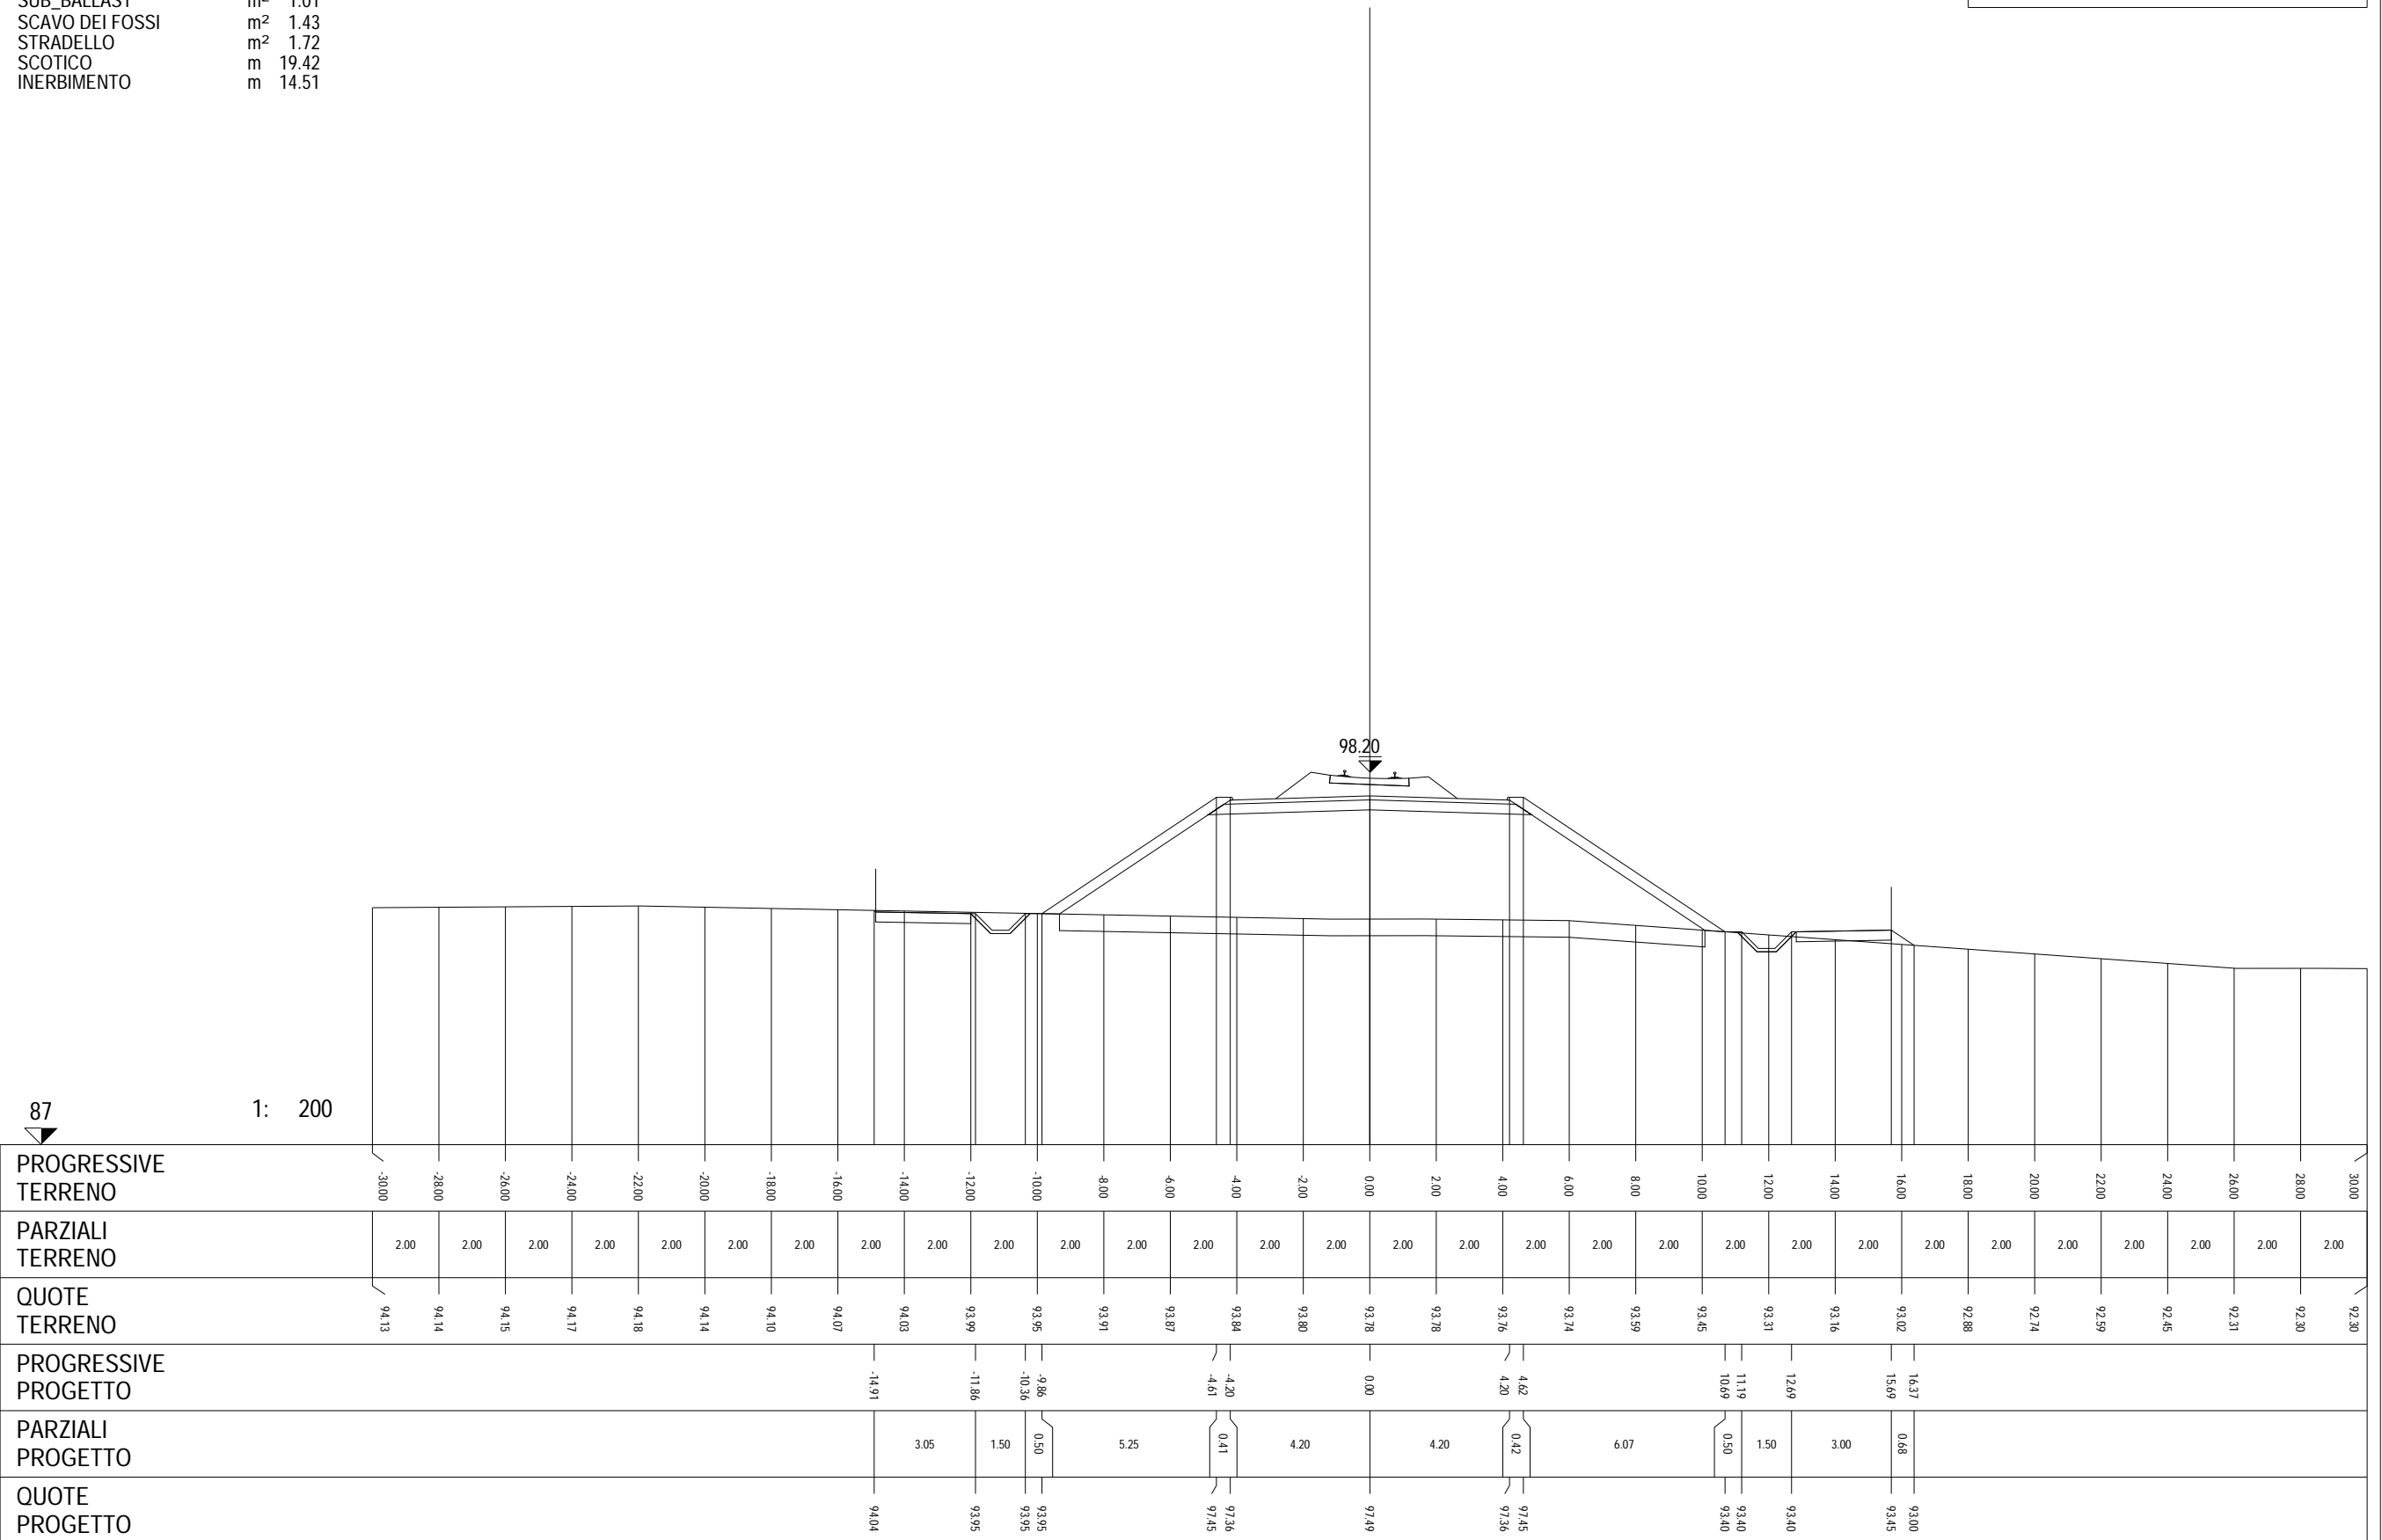 SUB_BALLAST m² 1.01
SCAVO DEI FOSSI m² 1.43
STRADELLO m² 1.72
SCOTICO m 19.42
INERBIMENTO m 14.51
98.20
87 1: 200
PROGRESSIVE TERRENO -30.00 -28.00 -26.00 -24.00 -22.00 -20.00 -18.00 -16.00 -14.00 -12.00 -10.00 -8.00 -6.00 -4.00 -2.00 0.00 2.00 4.00 6.00 8.00 10.00 12.00 14.00 16.00 18.00 20.00 22.00 24.00 26.00 28.00 30.00
PARZIALI TERRENO 2.00 2.00 2.00 2.00 2.00 2.00 2.00 2.00 2.00 2.00 2.00 2.00 2.00 2.00 2.00 2.00 2.00 2.00 2.00 2.00 2.00 2.00 2.00 2.00 2.00 2.00 2.00 2.00 2.00 2.00
QUOTE TERRENO 94.13 94.14 94.15 94.17 94.18 94.14 94.10 94.07 94.03 93.99 93.95 93.91 93.87 93.84 93.80 93.78 93.78 93.76 93.74 93.59 93.45 93.31 93.16 93.02 92.88 92.74 92.59 92.45 92.31 92.30 92.30
PROGRESSIVE PROGETTO -14.91 -11.86 -10.36 -9.86 -4.61 -4.20 0.00 4.20 4.62 10.69 11.19 12.69 15.69 16.37
PARZIALI PROGETTO 3.05 1.50 0.50 5.25 0.41 4.20 4.20 0.42 6.07 0.50 1.50 3.00 0.68
QUOTE PROGETTO 94.04 93.95 93.95 93.95 97.45 97.36 97.49 97.36 97.45 93.40 93.40 93.40 93.45 93.00